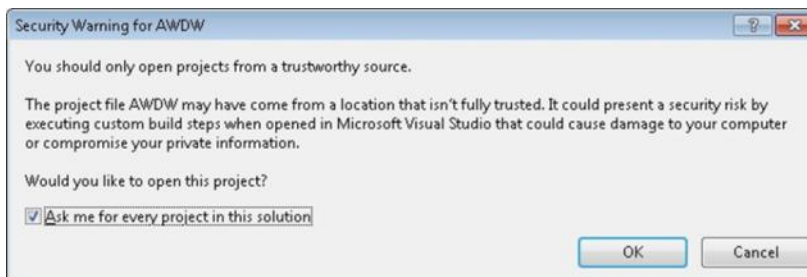 Security Warning for AWDW
You should only open projects from a trustworthy source.
The project file AWDW may have come from a location that isn't fully trusted. It could present a security risk by
executing custom build steps when opened in Microsoft Visual Studio that could cause damage to your computer
or compromise your private information.
Would you like to open this project?
Ask me for every project in this solution
OK Cancel